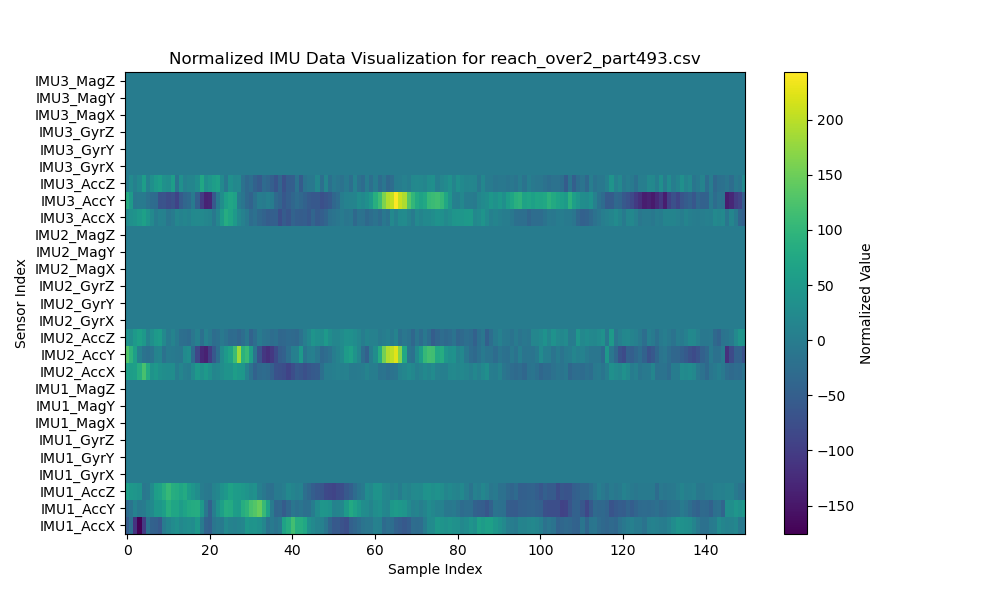 Normalized IMU Data Visualization for reach_over2_part493.csv
IMU3_MagZ
IMU3_MagY
IMU3_MagX
IMU3_GyrZ
IMU3_GyrY
IMU3_GyrX
IMU3_AccZ
IMU3_AccY
IMU3_AccX
IMU2_MagZ
IMU2_MagY
IMU2_MagX
IMU2_GyrZ
IMU2_GyrY
IMU2_GyrX
IMU2_AccZ
IMU2_AccY
IMU2_AccX
IMU1_MagZ
IMU1_MagY
IMU1_MagX
IMU1_GyrZ
IMU1_GyrY
IMU1_GyrX
IMU1_AccZ
IMU1_AccY
IMU1_AccX
Sensor Index
0 20 40 60 80 100 120 140
Sample Index
200
150
100
50
0
−50
−100
−150
Normalized Value